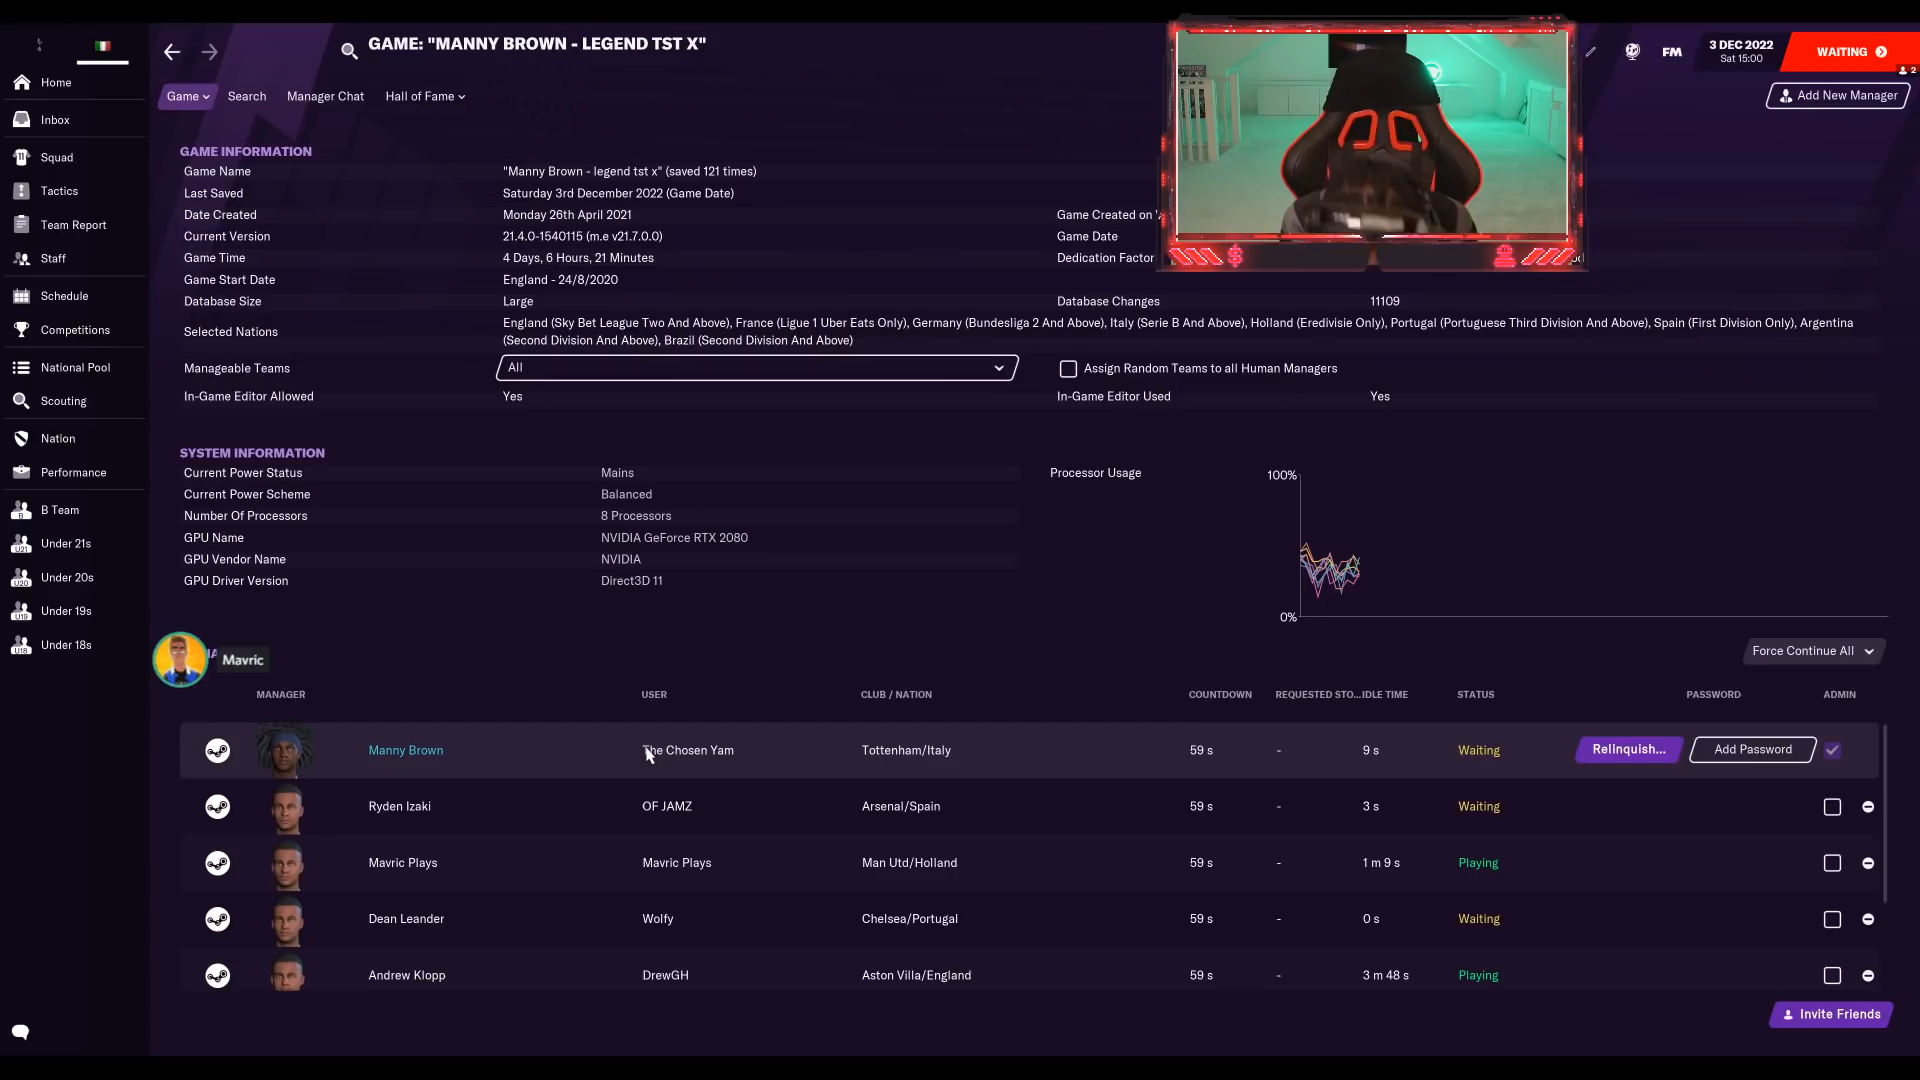 GAME: "MANNY BROWN - LEGEND TST X"
FM
3 DEC 2022
Sat 15:00
WAITING
2
Home
Game
Search
Manager Chat
Hall of Fame
Add New Manager
Inbox
Squad
Tactics
Team Report
Staff
Schedule
Competitions
National Pool
Scouting
Nation
Performance
B Team
Under 21s
Under 20s
Under 19s
Under 18s
GAME INFORMATION
Game Name "Manny Brown - legend tst x" (saved 121 times)
Last Saved Saturday 3rd December 2022 (Game Date)
Date Created Monday 26th April 2021 Game Created on
Current Version 21.4.0-1540115 (m.e v21.7.0.0) Game Date
Game Time 4 Days, 6 Hours, 21 Minutes Dedication Factor
Game Start Date England - 24/8/2020
Database Size Large Database Changes 11109
Selected Nations England (Sky Bet League Two And Above), France (Ligue 1 Uber Eats Only), Germany (Bundesliga 2 And Above), Italy (Serie B And Above), Holland (Eredivisie Only), Portugal (Portuguese Third Division And Above), Spain (First Division Only), Argentina
(Second Division And Above), Brazil (Second Division And Above)
Manageable Teams All Assign Random Teams to all Human Managers
In-Game Editor Allowed Yes In-Game Editor Used Yes
SYSTEM INFORMATION
Current Power Status Mains Processor Usage 100%
Current Power Scheme Balanced
Number Of Processors 8 Processors
GPU Name NVIDIA GeForce RTX 2080
GPU Vendor Name NVIDIA
GPU Driver Version Direct3D 11
0%
Mavric
Force Continue All
MANAGER USER CLUB / NATION COUNTDOWN REQUESTED STO... IDLE TIME STATUS PASSWORD ADMIN
Manny Brown The Chosen Yam Tottenham/Italy 59 s - 9 s Waiting Relinquish... Add Password
Ryden Izaki OF JAMZ Arsenal/Spain 59 s - 3 s Waiting
Mavric Plays Mavric Plays Man Utd/Holland 59 s - 1 m 9 s Playing
Dean Leander Wolfy Chelsea/Portugal 59 s - 0 s Waiting
Andrew Klopp DrewGH Aston Villa/England 59 s - 3 m 48 s Playing
Invite Friends